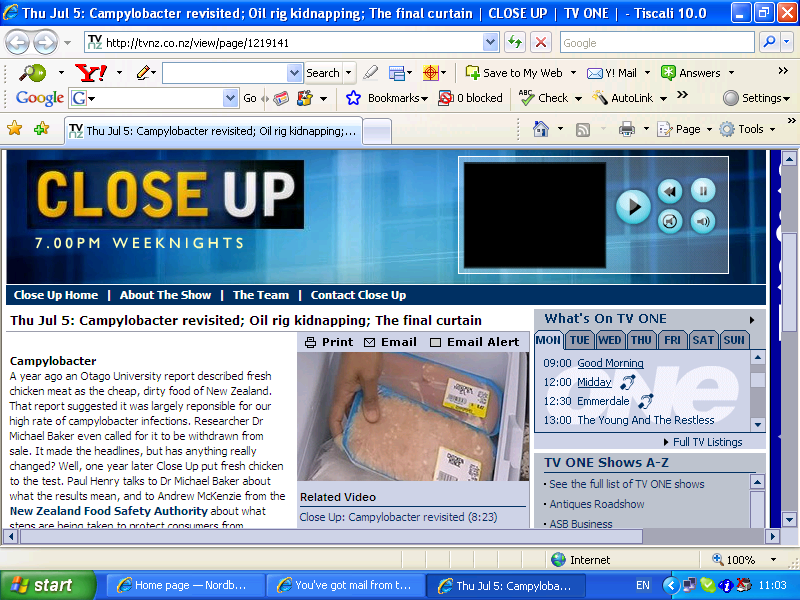 Thu Jul 5: Campylobacter revisited; Oil rig kidnapping; The final curtain | CLOSE UP | TV ONE | - Tiscali 10.0
http://tvnz.co.nz/view/page/1219141
Google
Y! Search Save to My Web Y! Mail Answers »
Google G Go Bookmarks 0 blocked Check AutoLink » Settings
Thu Jul 5: Campylobacter revisited; Oil rig kidnapping;... Page Tools »
CLOSE UP
7.00PM WEEKNIGHTS
Close Up Home | About The Show | The Team | Contact Close Up
Thu Jul 5: Campylobacter revisited; Oil rig kidnapping; The final curtain
Print Email Email Alert
Campylobacter
A year ago an Otago University report described fresh
chicken meat as the cheap, dirty food of New Zealand.
That report suggested it was largely reponsible for our
high rate of campylobacter infections. Researcher Dr
Michael Baker even called for it to be withdrawn from
sale. It made the headlines, but has anything really
changed? Well, one year later Close Up put fresh chicken
to the test. Paul Henry talks to Dr Michael Baker about
what the results mean, and to Andrew McKenzie from the
New Zealand Food Safety Authority about what
steps are being taken to protect consumers from
CHICKEN
MINCE
Related Video
Close Up: Campylobacter revisited (8:23)
What's On TV ONE
MON TUE WED THU FRI SAT SUN
09:00 Good Morning
12:00 Midday
12:30 Emmerdale
13:00 The Young And The Restless
one
Full TV Listings
TV ONE Shows A-Z
• See the full list of TV ONE shows
• Antiques Roadshow
• ASB Business
Internet 100%
start Home page — Nordb... You've got mail from t... Thu Jul 5: Campyloba... EN 11:03